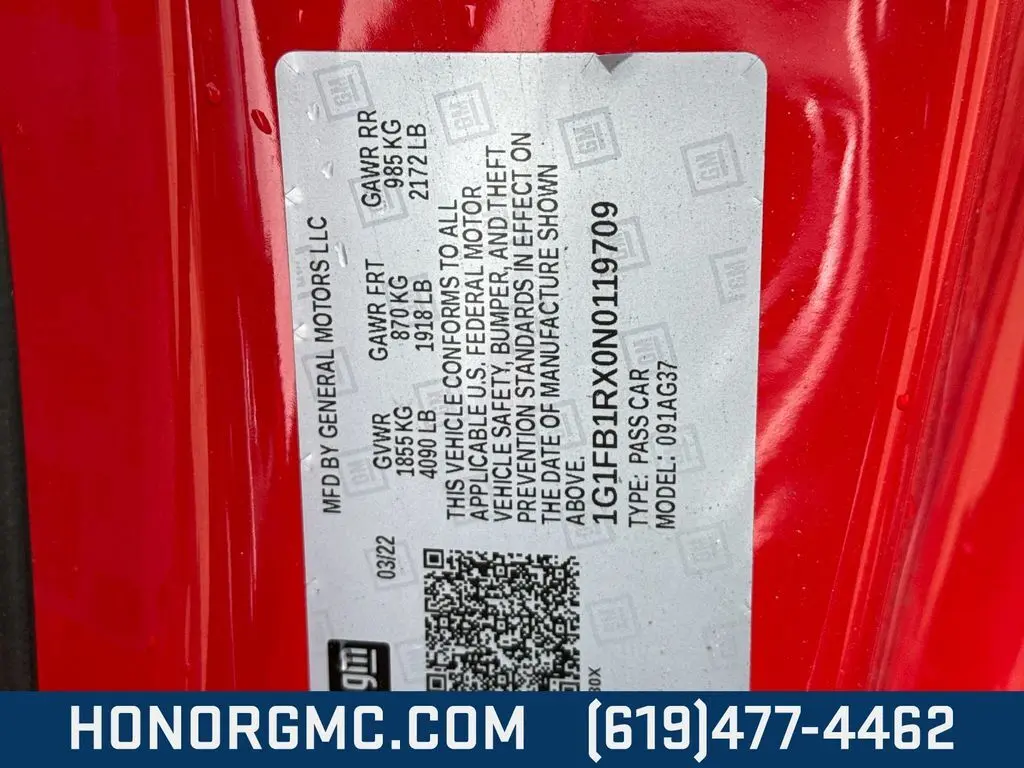 MFD BY GENERAL MOTORS LLC
03/22
GVWR
1855 KG
4090 LB
GAWR FRT
870 KG
1918 LB
GAWR RR
985 KG
2172 LB
THIS VEHICLE CONFORMS TO ALL
APPLICABLE U.S. FEDERAL MOTOR
VEHICLE SAFETY, BUMPER, AND THEFT
PREVENTION STANDARDS IN EFFECT ON
THE DATE OF MANUFACTURE SHOWN
ABOVE.
1G1FB1RX0N0119709
TYPE: PASS CAR
MODEL: 091AG37
gm
HONORGMC.COM (619)477-4462